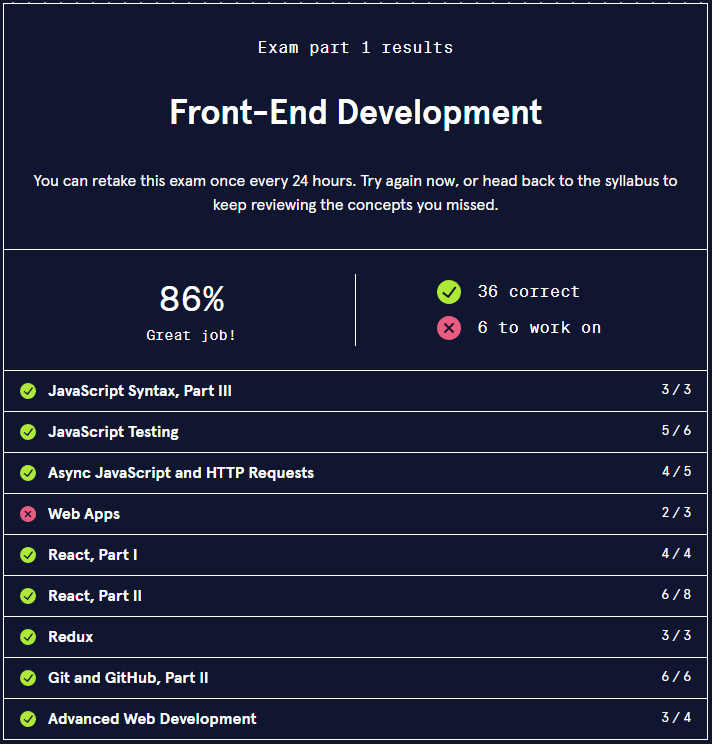 Exam part 1 results
Front-End Development
You can retake this exam once every 24 hours. Try again now, or head back to the syllabus to
keep reviewing the concepts you missed.
86%
Great job!
36 correct
6 to work on
JavaScript Syntax, Part III 3 / 3
JavaScript Testing 5 / 6
Async JavaScript and HTTP Requests 4 / 5
Web Apps 2 / 3
React, Part I 4 / 4
React, Part II 6 / 8
Redux 3 / 3
Git and GitHub, Part II 6 / 6
Advanced Web Development 3 / 4